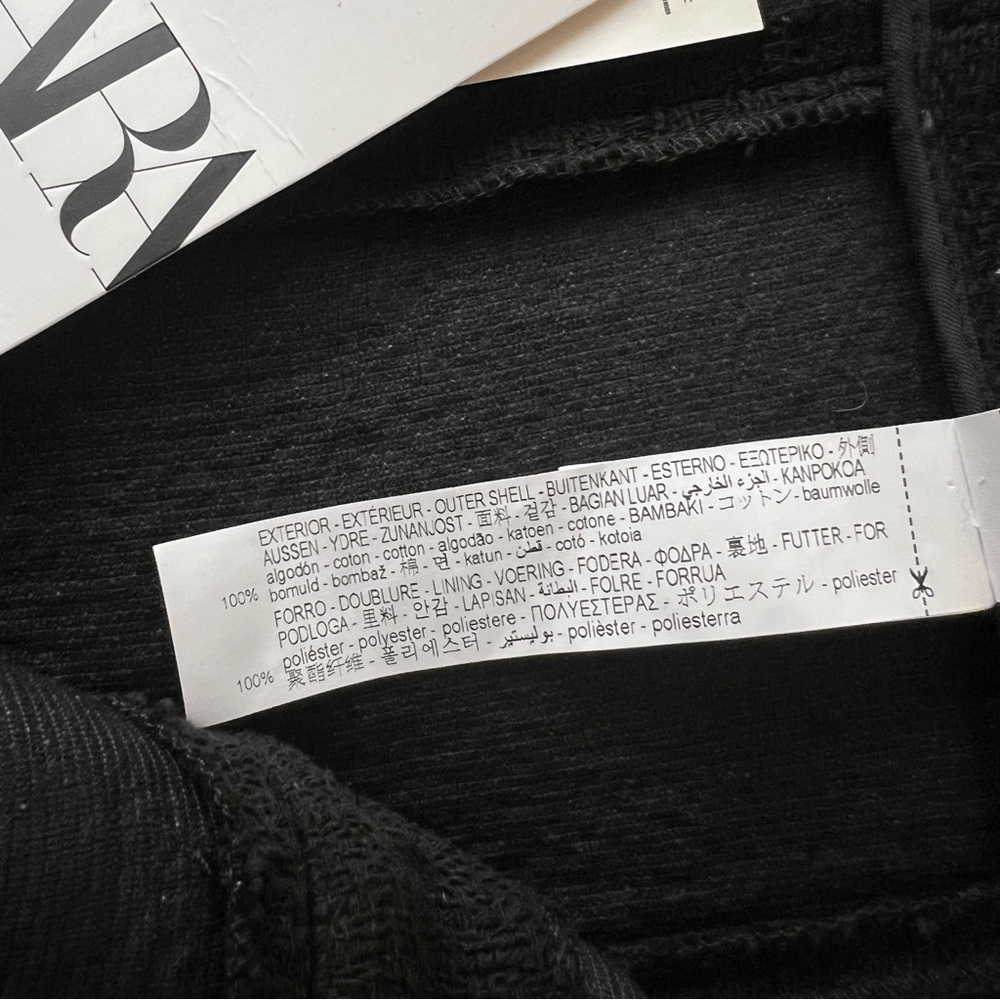 ZARA
EXTERIOR - EXTÉRIEUR - OUTER SHELL - BUITENKANT - ESTERNO - ΕΞΩΤΕΡΙΚΟ - 外側
AUSSEN - YDRE - ZUNANJOST - 面料 - 겉감 - BAGIAN LUAR - الجزء الخارجي - KANPOKOA
algodón - coton - cotton - algodão - katoen - cotone - BAMBAKI - コットン - baumwolle
100% bomuld - bombaž - 棉 - 면 - katun - قطن - cotó - kotoia
FORRO - DOUBLURE - LINING - VOERING - FODERA - ΦΟΔΡΑ - 裏地 - FUTTER - FOR
PODLOGA - 里料 - 안감 - LAPISAN - البطانة - FOLRE - FORRUA
poliéster - polyester - poliestere - ΠΟΛΥΕΣΤΕΡΑΣ - ポリエステル - poliester
100% 聚酯纤维 - 폴리에스터 - بوليستير - polièster - poliesterra